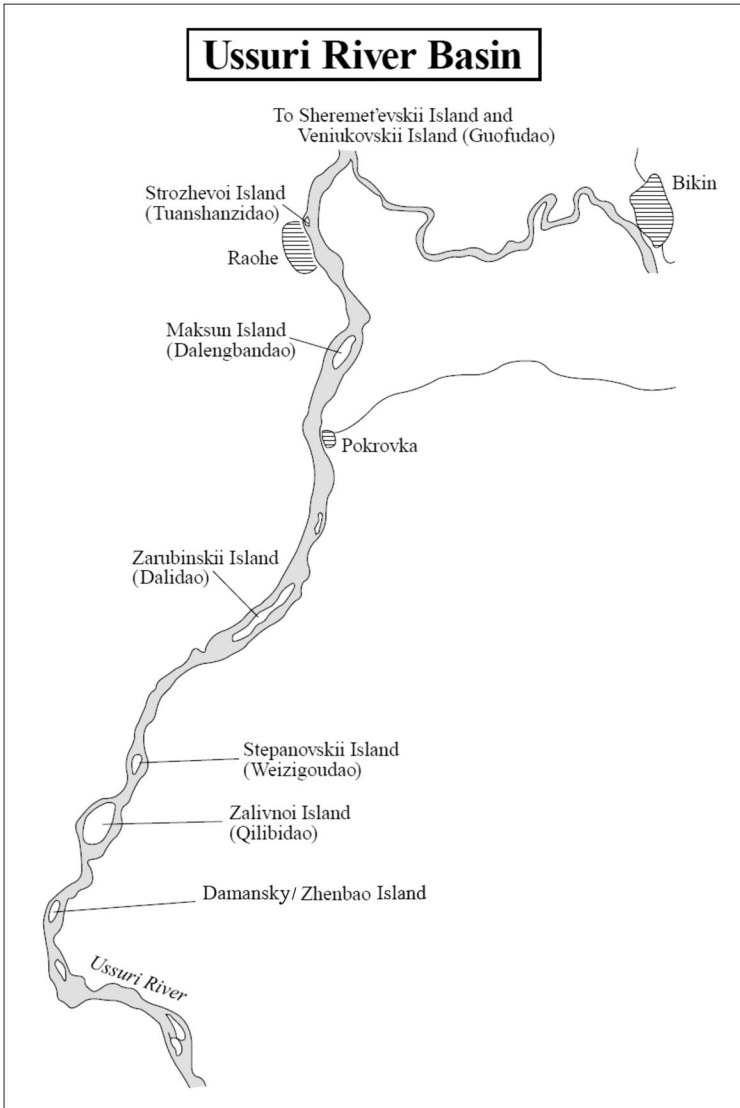 Ussuri River Basin
To Sheremet'evskii Island and
Veniukovskii Island (Guofudao)
Bikin
Strozhevoi Island
(Tuanshanzidao)
Raohe
Maksun Island
(Dalengbandao)
Pokrovka
Zarubinskii Island
(Dalidao)
Stepanovskii Island
(Weizigoudao)
Zalivnoi Island
(Qilibidao)
Damansky/ Zhenbao Island
Ussuri River